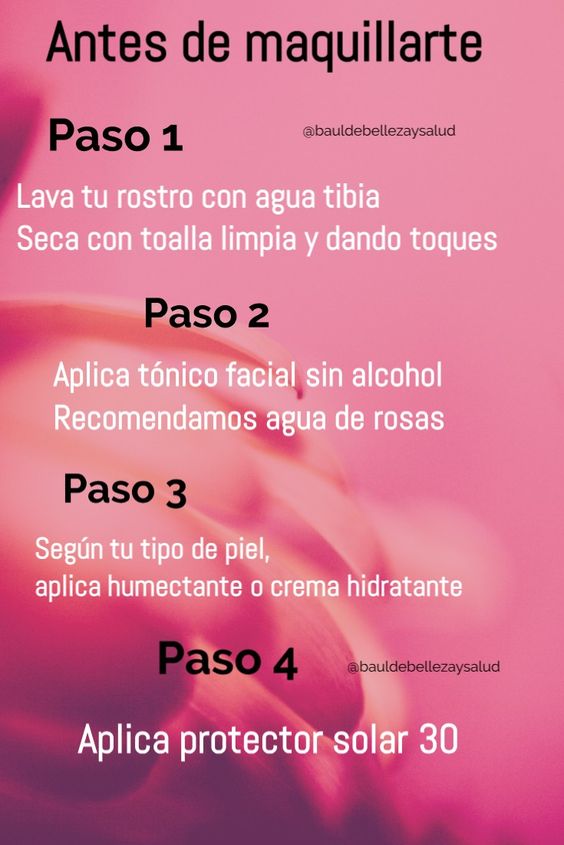 Antes de maquillarte
Paso 1
@bauldebellezaysalud
Lava tu rostro con agua tibia
Seca con toalla limpia y dando toques
Paso 2
Aplica tónico facial sin alcohol
Recomendamos agua de rosas
Paso 3
Según tu tipo de piel,
aplica humectante o crema hidratante
Paso 4
@bauldebellezaysalud
Aplica protector solar 30